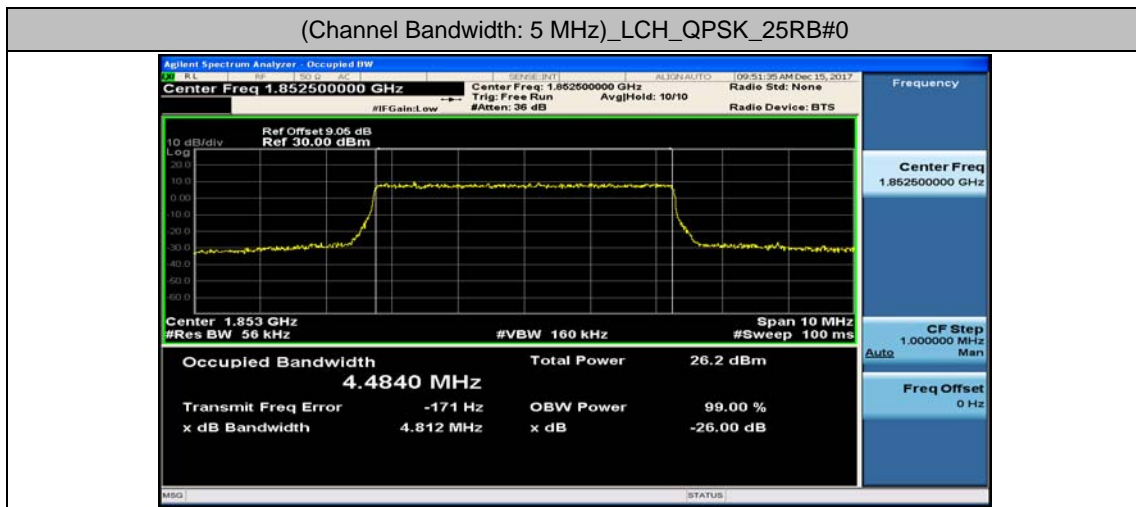 (Channel Bandwidth: 5 MHz)_LCH_QPSK_25RB#0
Agilent Spectrum Analyzer - Occupied BW
RL RF 50 Ω AC SENSE:INT ALIGN AUTO 09:51:35 AM Dec 15, 2017
Center Freq 1.852500000 GHz
Center Freq: 1.852500000 GHz
Radio Std: None
Trig: Free Run Avg|Hold: 10/10
#IFGain:Low #Atten: 36 dB Radio Device: BTS
Frequency
Ref Offset 9.05 dB
10 dB/div Ref 30.00 dBm
Log
20.0
10.0
0.00
-10.0
-20.0
-30.0
-40.0
-50.0
-60.0
Center Freq
1.852500000 GHz
Center 1.853 GHz Span 10 MHz
#Res BW 56 kHz #VBW 160 kHz #Sweep 100 ms
CF Step
1.000000 MHz
Auto Man
Occupied Bandwidth Total Power 26.2 dBm
4.4840 MHz
Transmit Freq Error -171 Hz OBW Power 99.00 %
x dB Bandwidth 4.812 MHz x dB -26.00 dB
Freq Offset
0 Hz
MSG STATUS